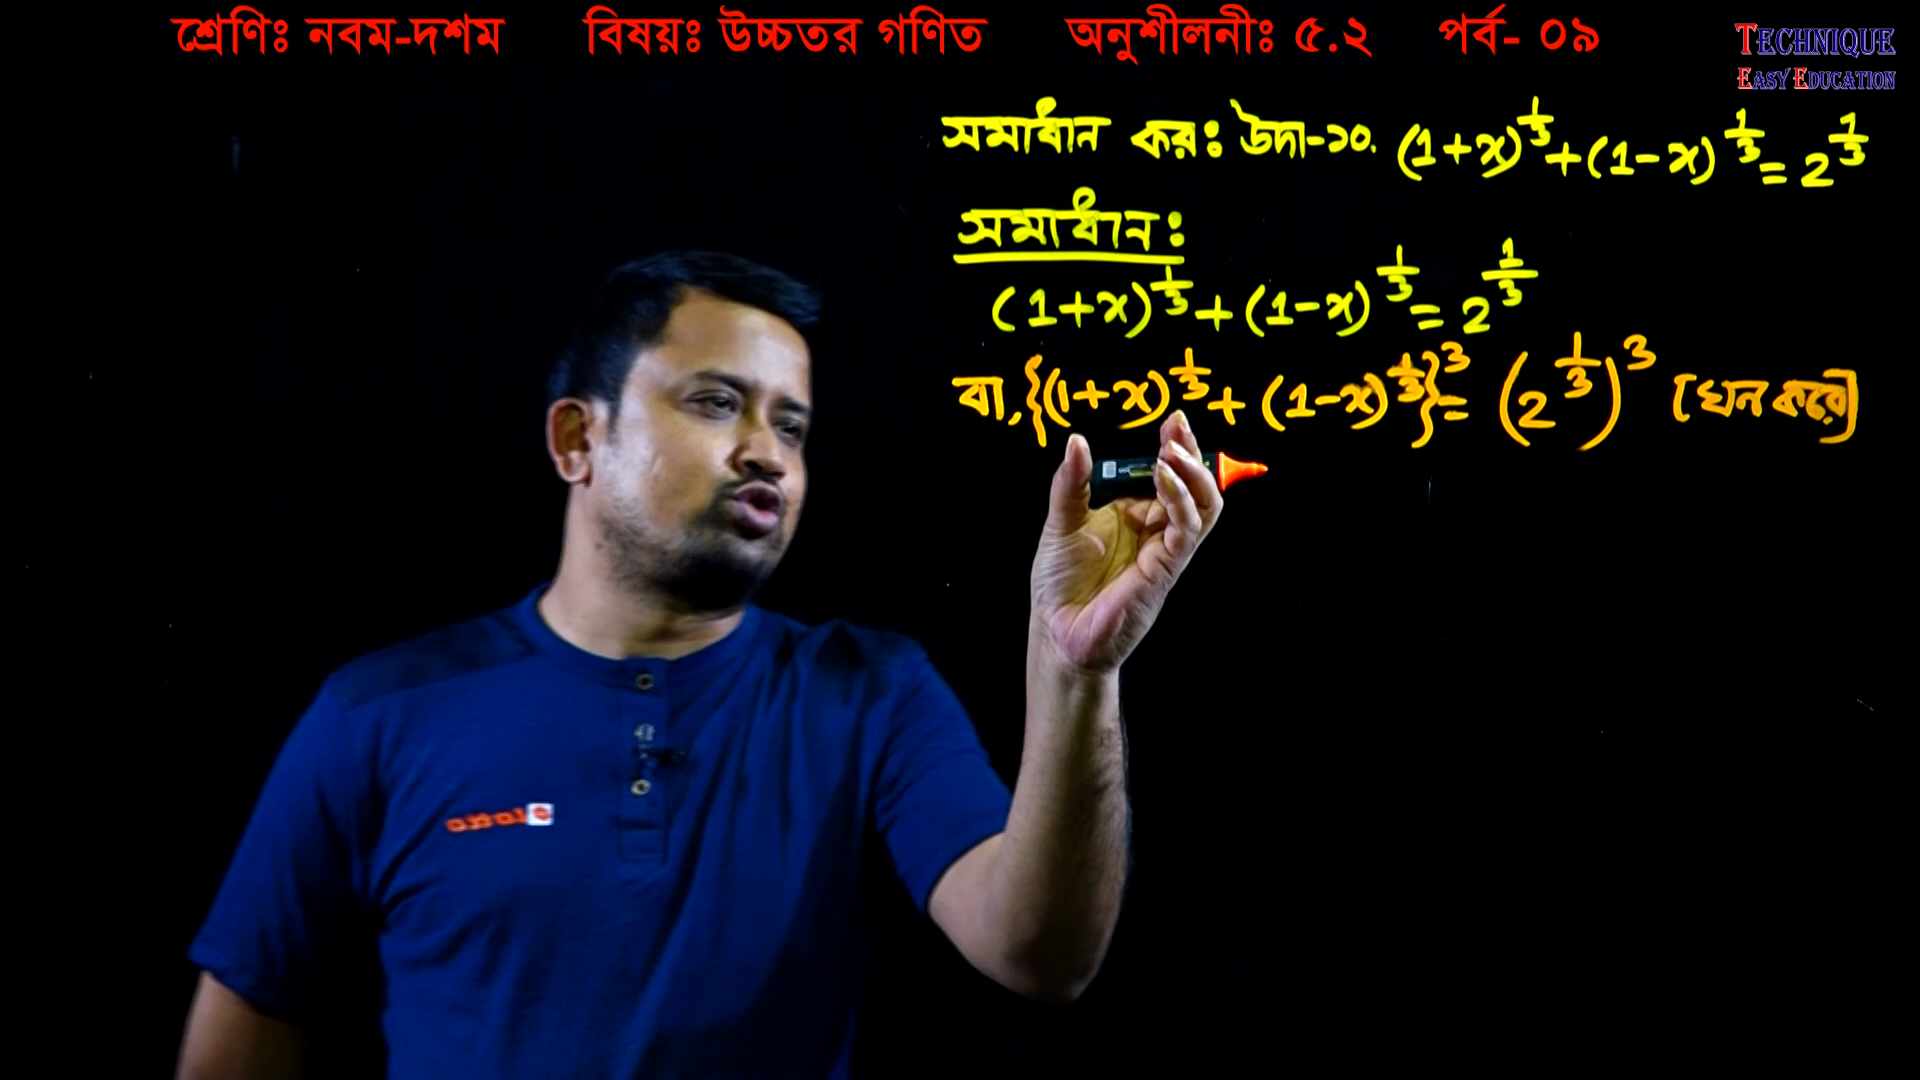 শ্রেণিঃ নবম-দশম বিষয়ঃ উচ্চতর গণিত অনুশীলনীঃ ৫.২ পর্ব- ০৯
TECHNIQUE
EASY EDUCATION
সমাধান করঃ উদা-১০. (1+x)^{1/3}+(1-x)^{1/3}=2^{1/3}
সমাধানঃ
(1+x)^{1/3}+(1-x)^{1/3}=2^{1/3}
বা, {(1+x)^{1/3}+(1-x)^{1/3}}^3=(2^{1/3})^3 [ঘন করে]
lotto